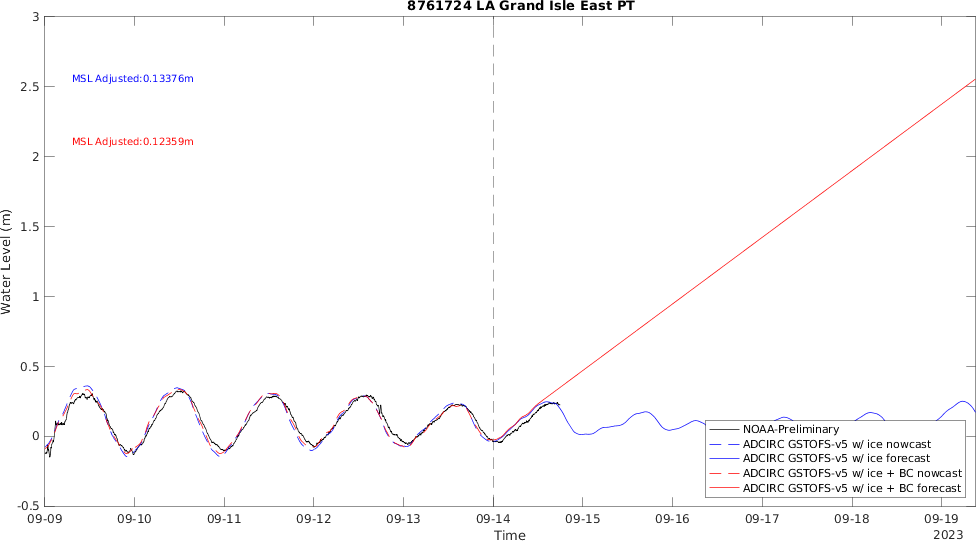 8761724 LA Grand Isle East PT
MSL Adjusted:0.13376m
MSL Adjusted:0.12359m
Water Level (m)
3
2.5
2
1.5
1
0.5
0
-0.5
09-09 09-10 09-11 09-12 09-13 09-14 09-15 09-16 09-17 09-18 09-19
Time
2023
NOAA-Preliminary
ADCIRC GSTOFS-v5 w/ ice nowcast
ADCIRC GSTOFS-v5 w/ ice forecast
ADCIRC GSTOFS-v5 w/ ice + BC nowcast
ADCIRC GSTOFS-v5 w/ ice + BC forecast